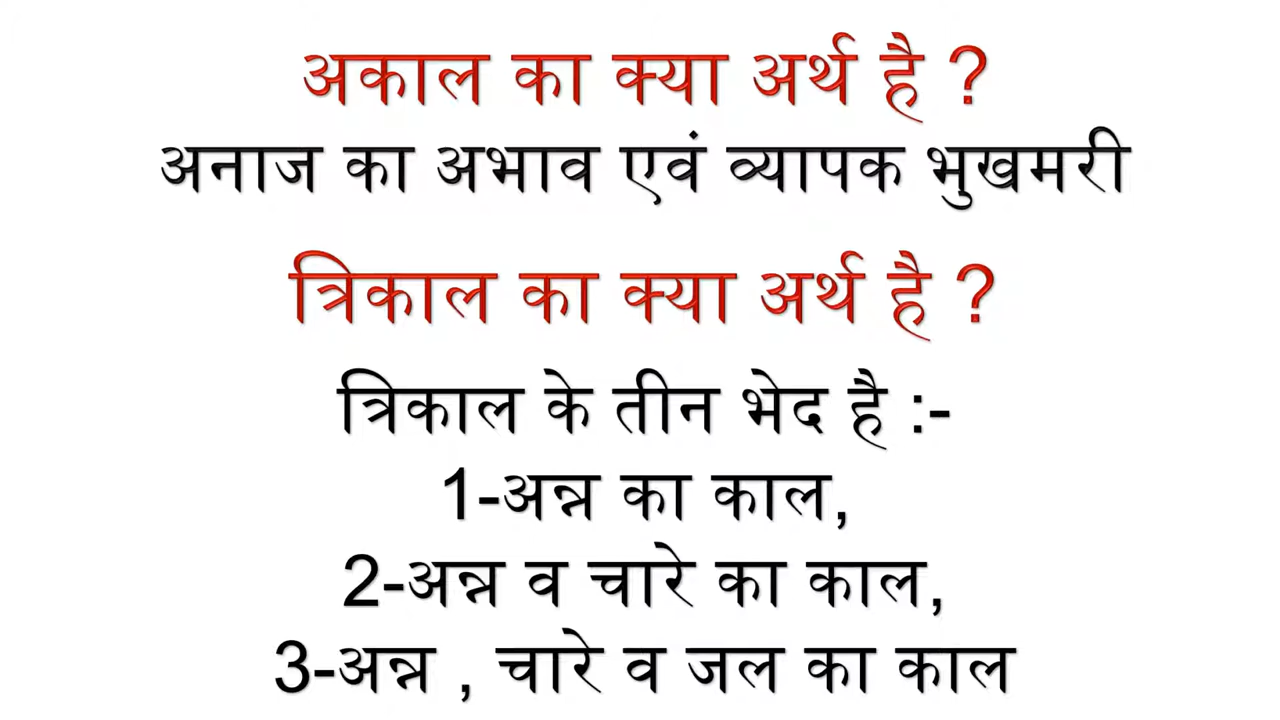 अकाल का क्या अर्थ है ?
अनाज का अभाव एवं व्यापक भुखमरी
त्रिकाल का क्या अर्थ है ?
त्रिकाल के तीन भेद है :-
1-अन्न का काल,
2-अन्न व चारे का काल,
3-अन्न , चारे व जल का काल